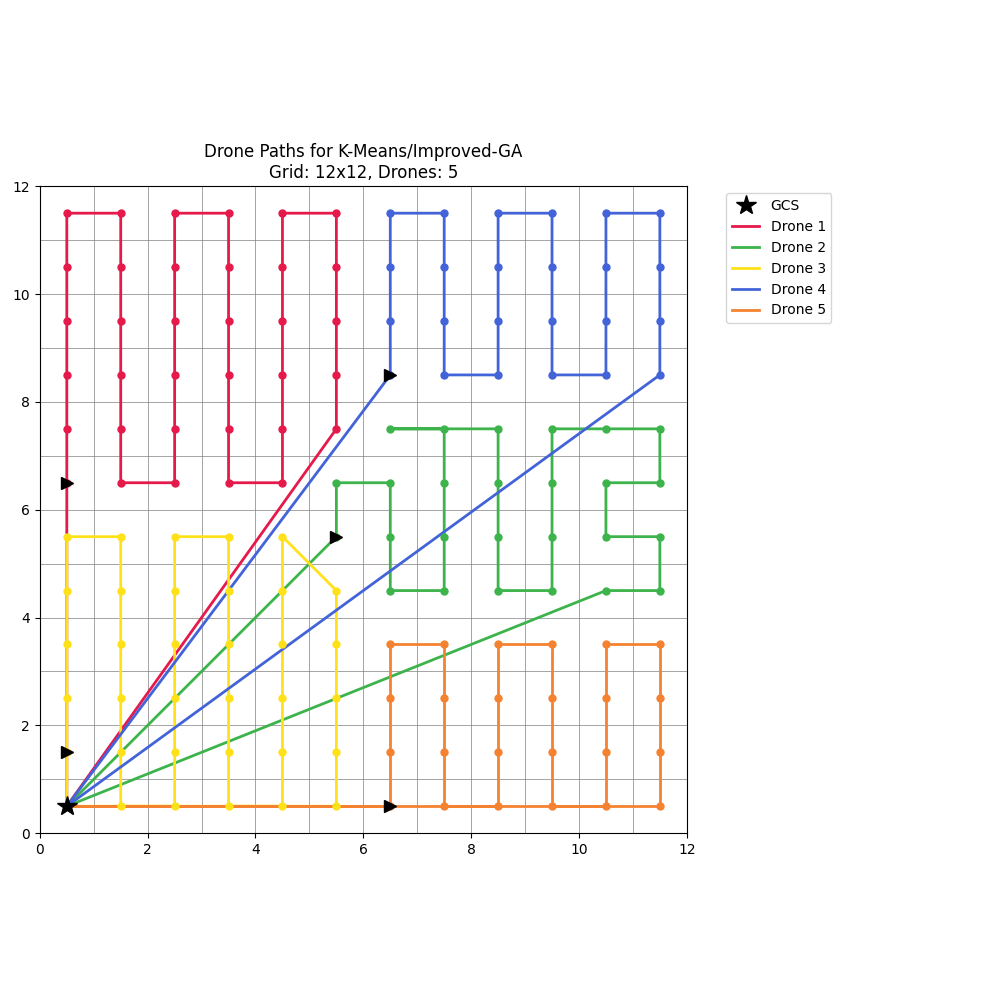 Drone Paths for K-Means/Improved-GA
Grid: 12x12, Drones: 5
12
10
8
6
4
2
0
0 2 4 6 8 10 12
GCS
Drone 1
Drone 2
Drone 3
Drone 4
Drone 5